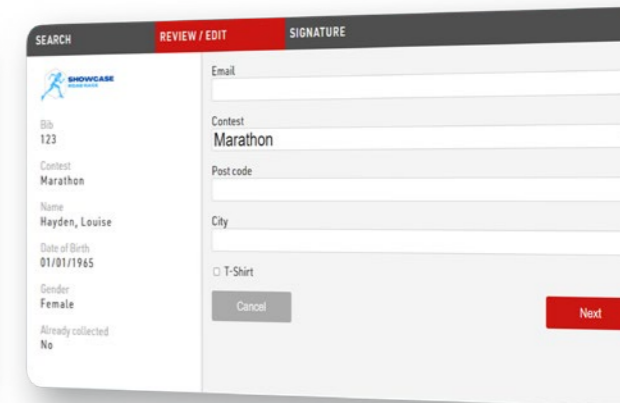 SEARCH
REVIEW / EDIT
SIGNATURE
SHOWCASE
Bib
123
Contest
Marathon
Name
Hayden, Louise
Date of Birth
01/01/1965
Gender
Female
Already collected
No
Email
Contest
Marathon
Post code
City
T-Shirt
Cancel
Next